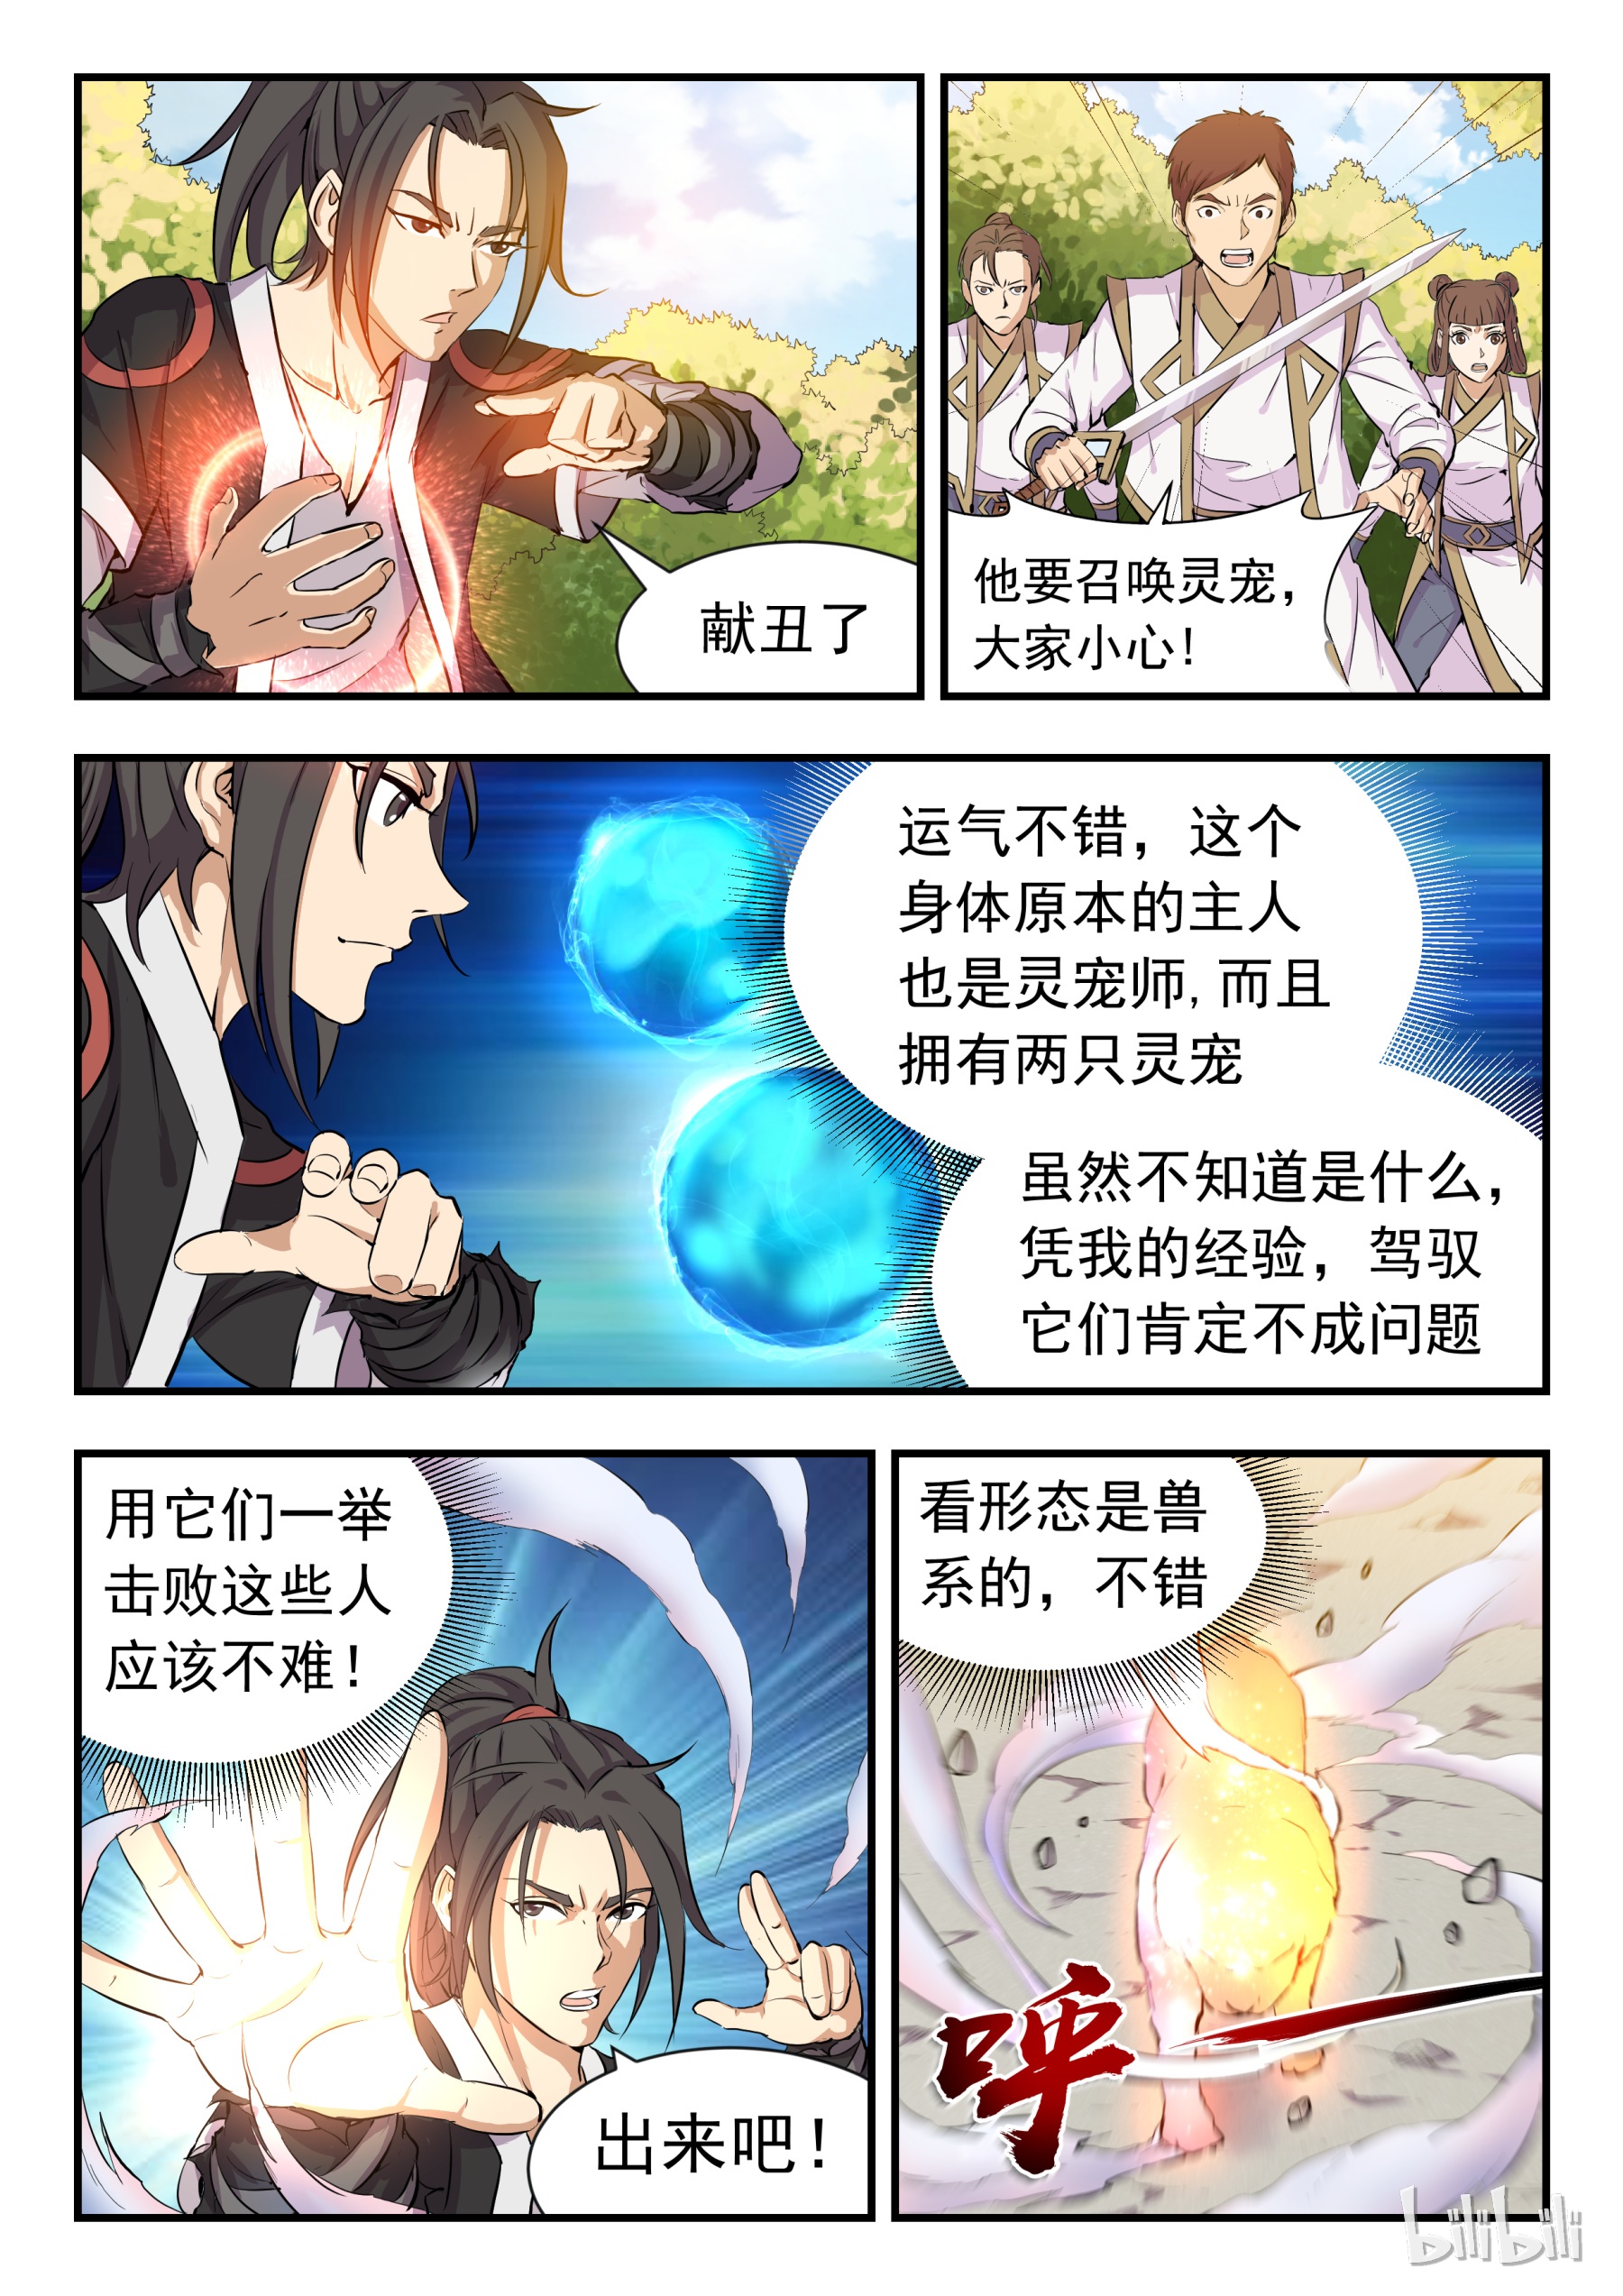 献丑了
他要召唤灵宠,
大家小心!
运气不错，这个
身体原本的主人
也是灵宠师,而且
拥有两只灵宠
虽然不知道是什么,
凭我的经验，驾驭
它们肯定不成问题
用它们一举
击败这些人
应该不难!
出来吧!
看形态是兽
系的，不错
呼
bilibili